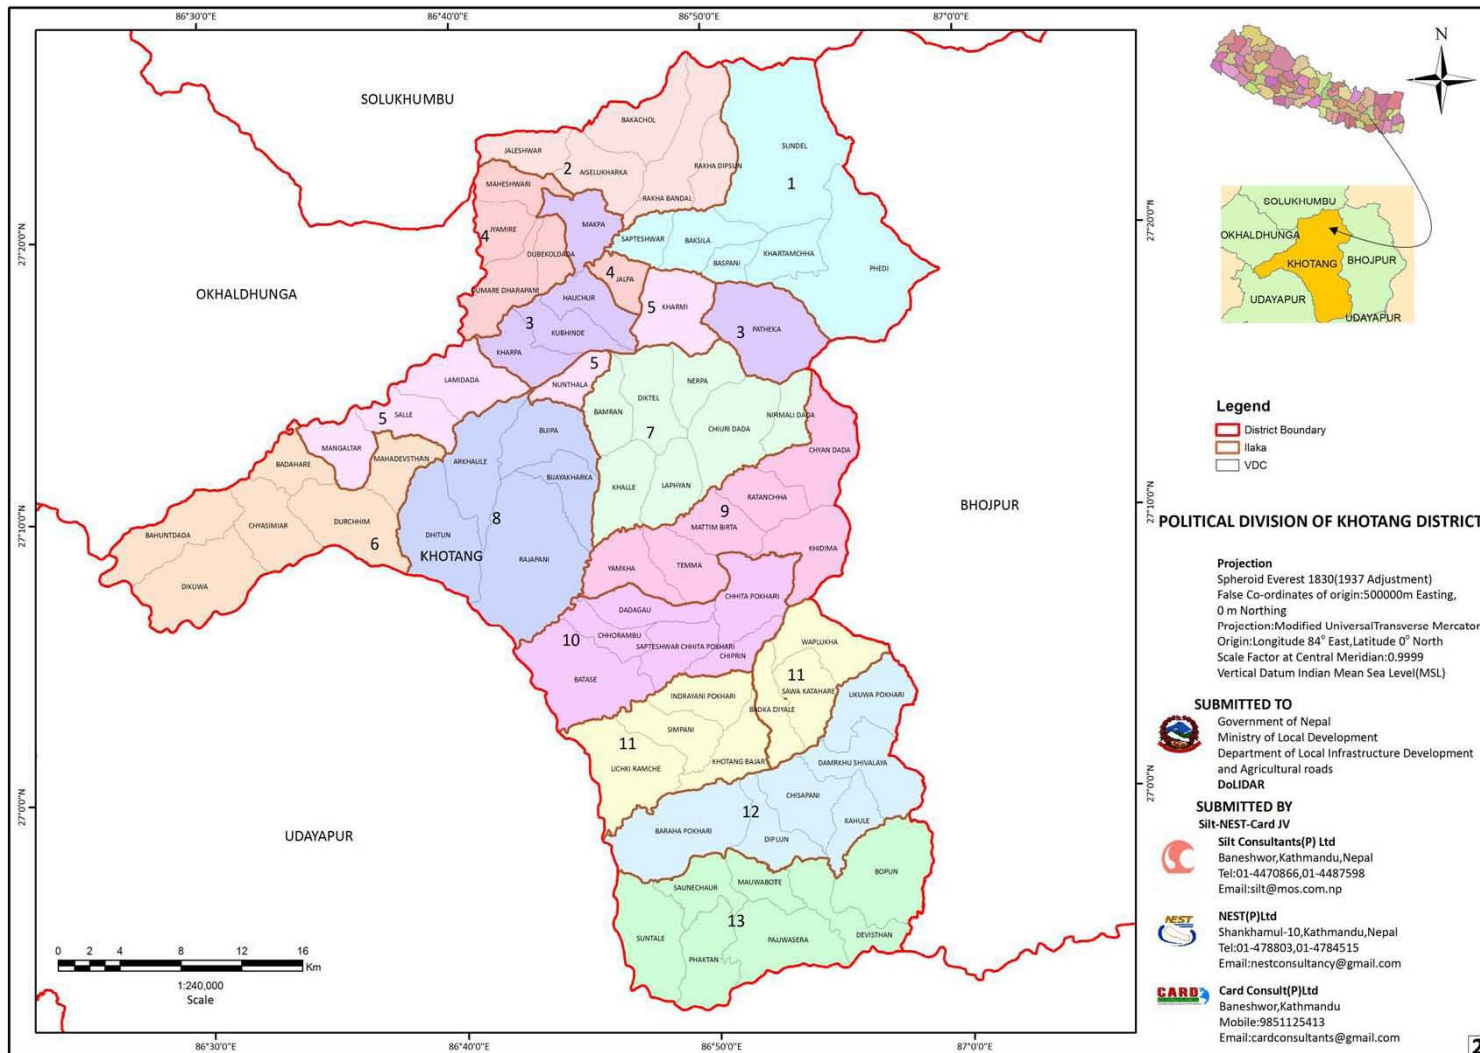 86°30'0"E
86°40'0"E
86°50'0"E
87°0'0"E
27°20'0"N
27°10'0"N
27°0'0"N
27°20'0"N
27°10'0"N
27°0'0"N
SOLUKHUMBU
OKHALDHUNGA
UDAYAPUR
BHOJPUR
KHOTANG
BAKACHOL
JALESHWAR
2
AISELUKHARKA
RAKHA DIPSUN
RAKHA BANDAL
SUNDEL
1
MAHESHWARI
MAKPA
JYAMIRE
4
DUBEKOLDADA
SAPTESHWAR
BAKSILA
BASPANI
KHARTAMCHHA
PHEDI
4
JALPA
HAUCHUR
5
KHARMI
3
KUBHINDE
KHARPA
3
PATHEKA
5
NUNTHALA
LAMIDADA
SALLE
5
MANGALTAR
BADAHARE
MAHADEVSTHAN
DURCHHIM
CHYASIMIAR
BAHUNTDADA
DIKUWA
6
NERPA
DIKTEL
BAMRAN
7
CHIURI DADA
NIRMALI DADA
KHALLE
LAPHYAN
BUIPA
ARKHAULE
BIJAYAKHARKA
8
DHITUN
RAJAPANI
CHYAN DADA
RATANCHHA
9
MATTIM BIRTA
KHIDIMA
TEMMA
YAMKHA
CHHITA POKHARI
DADAGAU
CHHORAMBU
10
SAPTESHWAR CHHITA POKHARI
CHIPRIN
BATASE
WAPLUKHA
11
SAWA KATAHARE
BADKA DIYALE
INDRAYANI POKHARI
SIMPANI
11
LICHKI RAMCHE
KHOTANG BAJAR
LIKUWA POKHARI
DAMRKHU SHIVALAYA
CHISAPANI
12
KAHULE
BARAHA POKHARI
DIPLUN
BOPUN
SAUNECHAUR
MAUWABOTE
13
SUNTALE
PAUWASERA
DEVISTHAN
PHAKTAN
0 2 4 8 12 16
Km
1:240,000
Scale
86°30'0"E
86°40'0"E
86°50'0"E
87°0'0"E
N
SOLUKHUMBU
OKHALDHUNGA
KHOTANG
BHOJPUR
UDAYAPUR
UDAYAPUR
Legend
District Boundary
Ilaka
VDC
POLITICAL DIVISION OF KHOTANG DISTRICT
Projection
Spheroid Everest 1830(1937 Adjustment)
False Co-ordinates of origin:500000m Easting,
0 m Northing
Projection:Modified UniversalTransverse Mercator
Origin:Longitude 84° East,Latitude 0° North
Scale Factor at Central Meridian:0.9999
Vertical Datum Indian Mean Sea Level(MSL)
SUBMITTED TO
Government of Nepal
Ministry of Local Development
Department of Local Infrastructure Development
and Agricultural roads
DoLIDAR
SUBMITTED BY
Silt-NEST-Card JV
Silt Consultants(P) Ltd
Baneshwor,Kathmandu,Nepal
Tel:01-4470866,01-4487598
Email:silt@mos.com.np
NEST
NEST(P)Ltd
Shankhamul-10,Kathmandu,Nepal
Tel:01-478803,01-4784515
Email:nestconsultancy@gmail.com
CARD
Card Consult(P)Ltd
Baneshwor,Kathmandu
Mobile:9851125413
Email:cardconsultants@gmail.com
2